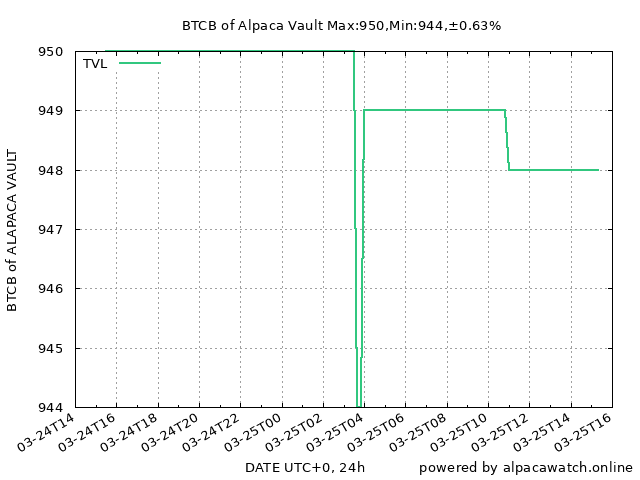 BTCB of Alpaca Vault Max:950,Min:944,±0.63%
TVL
950
949
948
947
946
945
944
BTCB of ALAPACA VAULT
03-24T14
03-24T16
03-24T18
03-24T20
03-24T22
03-25T00
03-25T02
03-25T04
03-25T06
03-25T08
03-25T10
03-25T12
03-25T14
03-25T16
DATE UTC+0, 24h
powered by alpacawatch.online